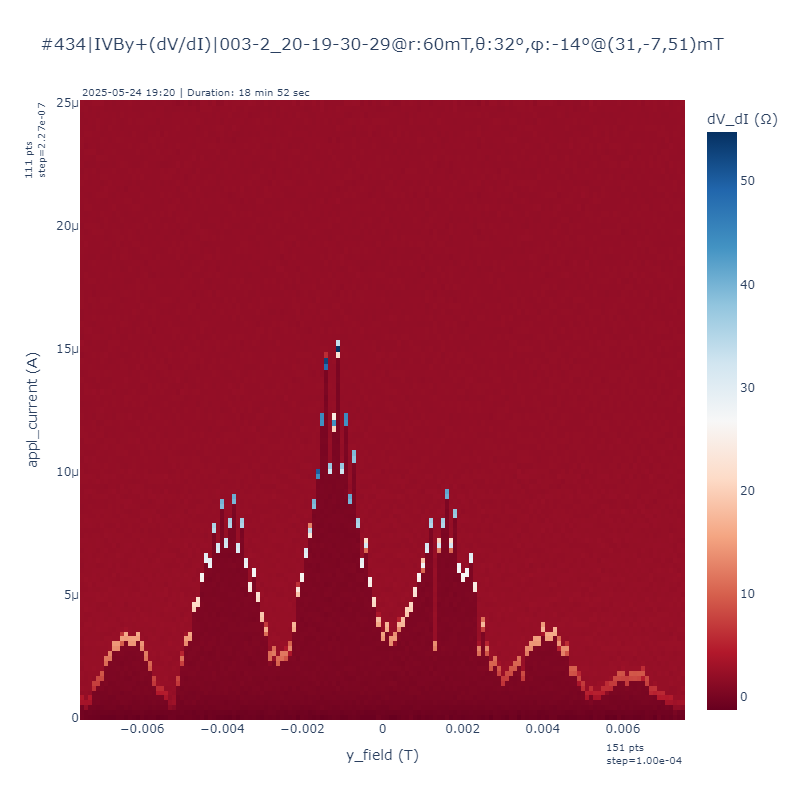 #434|IVBy+(dV/dI)|003-2_20-19-30-29@r:60mT,θ:32°,φ:-14°@(31,-7,51)mT
2025-05-24 19:20 | Duration: 18 min 52 sec
111 pts
step=2.27e-07
dV_dI (Ω)
25μ
20μ
15μ
10μ
5μ
0
appl_current (A)
50
40
30
20
10
0
−0.006
−0.004
−0.002
0
0.002
0.004
0.006
y_field (T)
151 pts
step=1.00e-04